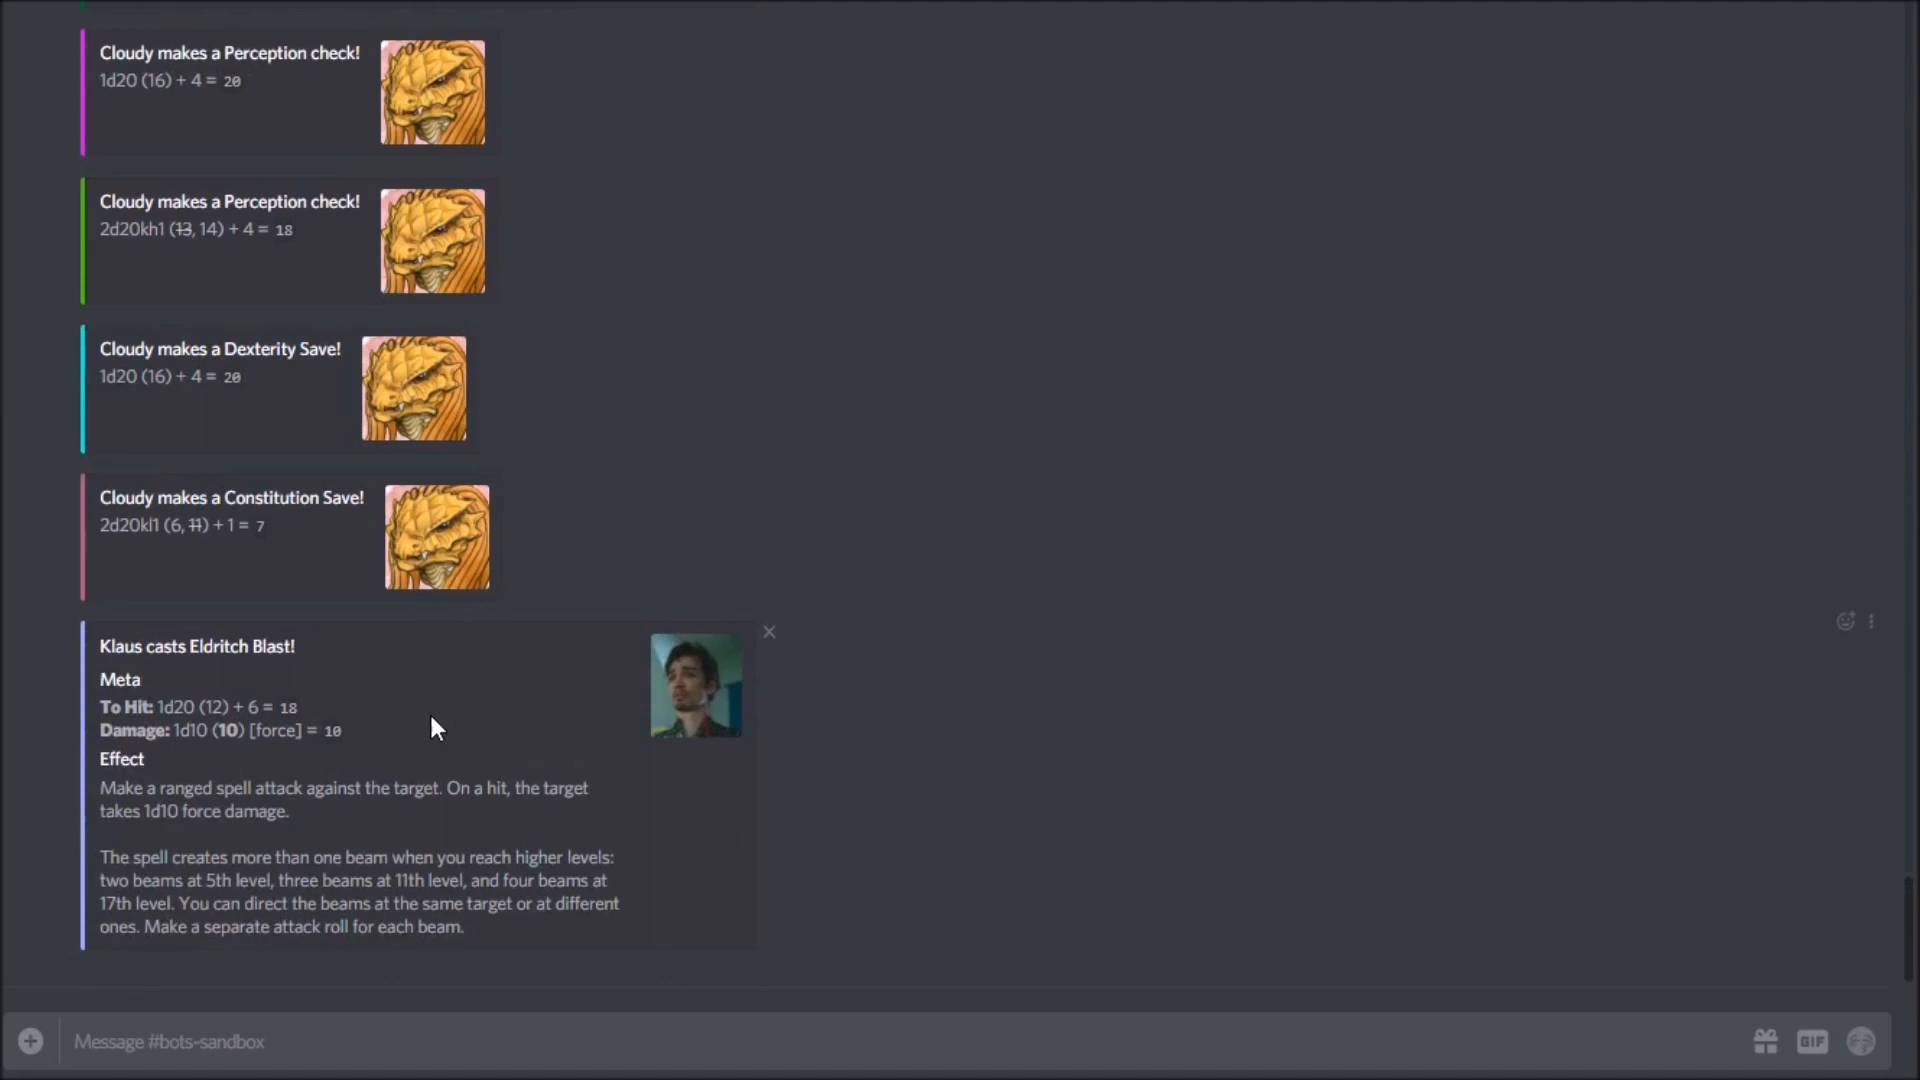 Cloudy makes a Perception check!
1d20 (16) + 4 = 20
Cloudy makes a Perception check!
2d20kh1 (13, 14) + 4 = 18
Cloudy makes a Dexterity Save!
1d20 (16) + 4 = 20
Cloudy makes a Constitution Save!
2d20kl1 (6, 11) + 1 = 7
Klaus casts Eldritch Blast!
Meta
To Hit: 1d20 (12) + 6 = 18
Damage: 1d10 (10) [force] = 10
Effect
Make a ranged spell attack against the target. On a hit, the target
takes 1d10 force damage.
The spell creates more than one beam when you reach higher levels:
two beams at 5th level, three beams at 11th level, and four beams at
17th level. You can direct the beams at the same target or at different
ones. Make a separate attack roll for each beam.
Message #bots-sandbox
GIF